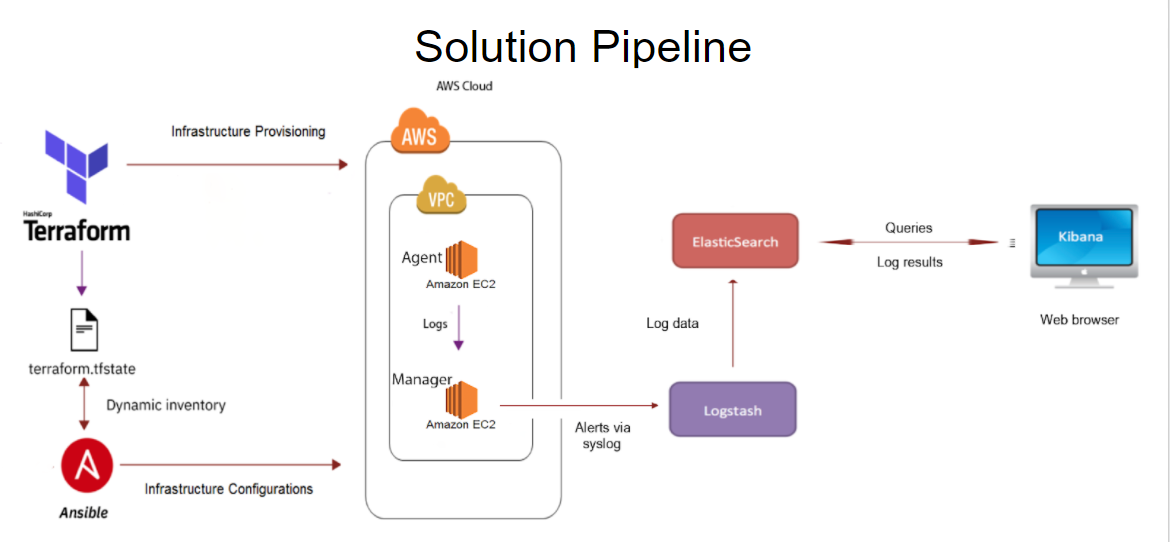 Solution Pipeline
AWS Cloud
Infrastructure Provisioning
AWS
VPC
HashiCorp
Terraform
Agent
Amazon EC2
Logs
Manager
Amazon EC2
terraform.tfstate
Dynamic inventory
Ansible
Infrastructure Configurations
Alerts via
syslog
Logstash
Log data
ElasticSearch
Queries
Log results
Kibana
Web browser